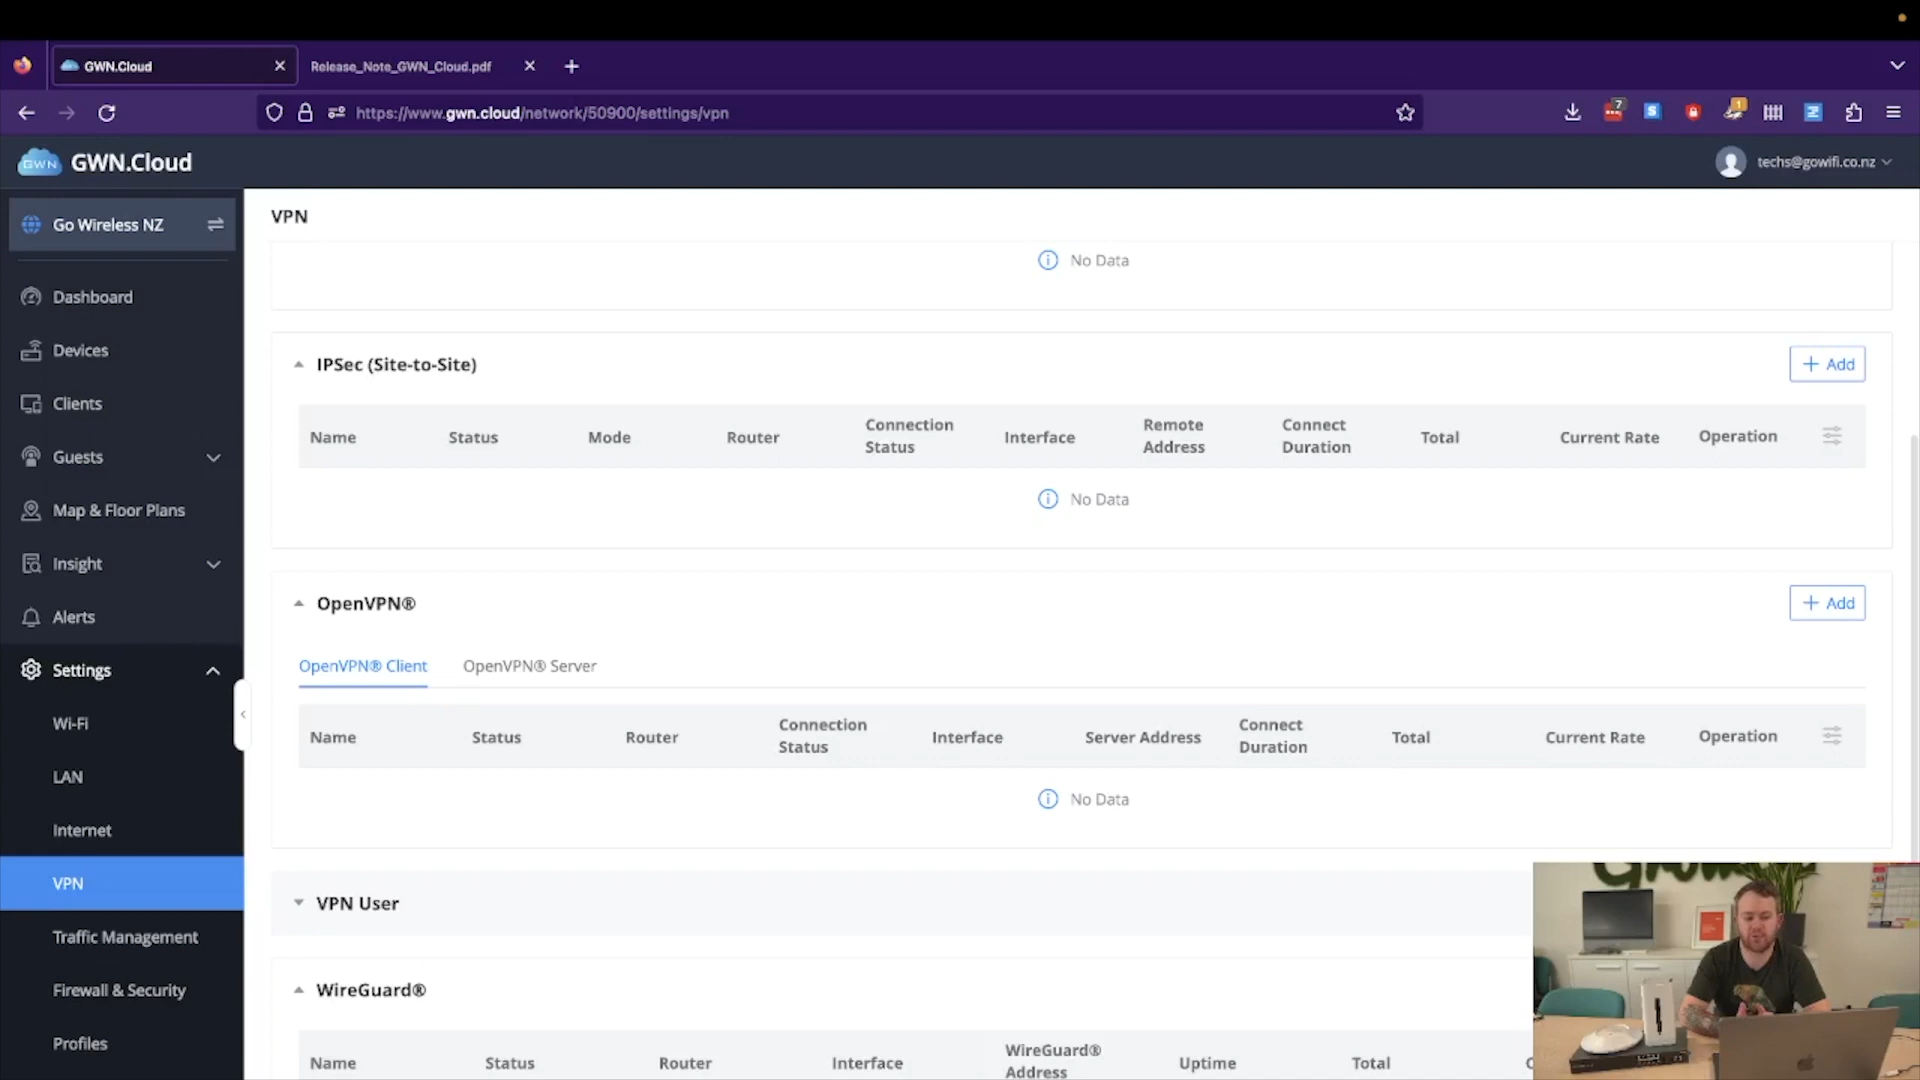 GWN.Cloud
Release_Note_GWN_Cloud.pdf
https://www.gwn.cloud/network/50900/settings/vpn
7
S
1
Z
GWN
GWN.Cloud
techs@gowifi.co.nz
Go Wireless NZ
Dashboard
Devices
Clients
Guests
Map & Floor Plans
Insight
Alerts
Settings
Wi-Fi
LAN
Internet
VPN
Traffic Management
Firewall & Security
Profiles
VPN
No Data
IPSec (Site-to-Site)
Add
Name Status Mode Router Connection Status Interface Remote Address Connect Duration Total Current Rate Operation
No Data
OpenVPN®
Add
OpenVPN® Client OpenVPN® Server
Name Status Router Connection Status Interface Server Address Connect Duration Total Current Rate Operation
No Data
VPN User
WireGuard®
Name Status Router Interface WireGuard® Address Uptime Total